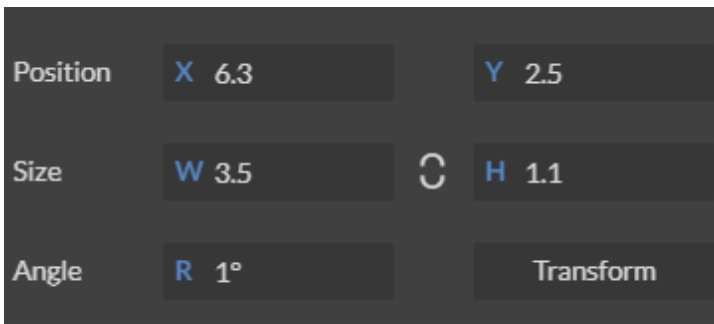 Position X 6.3 Y 2.5
Size W 3.5 H 1.1
Angle R 1° Transform